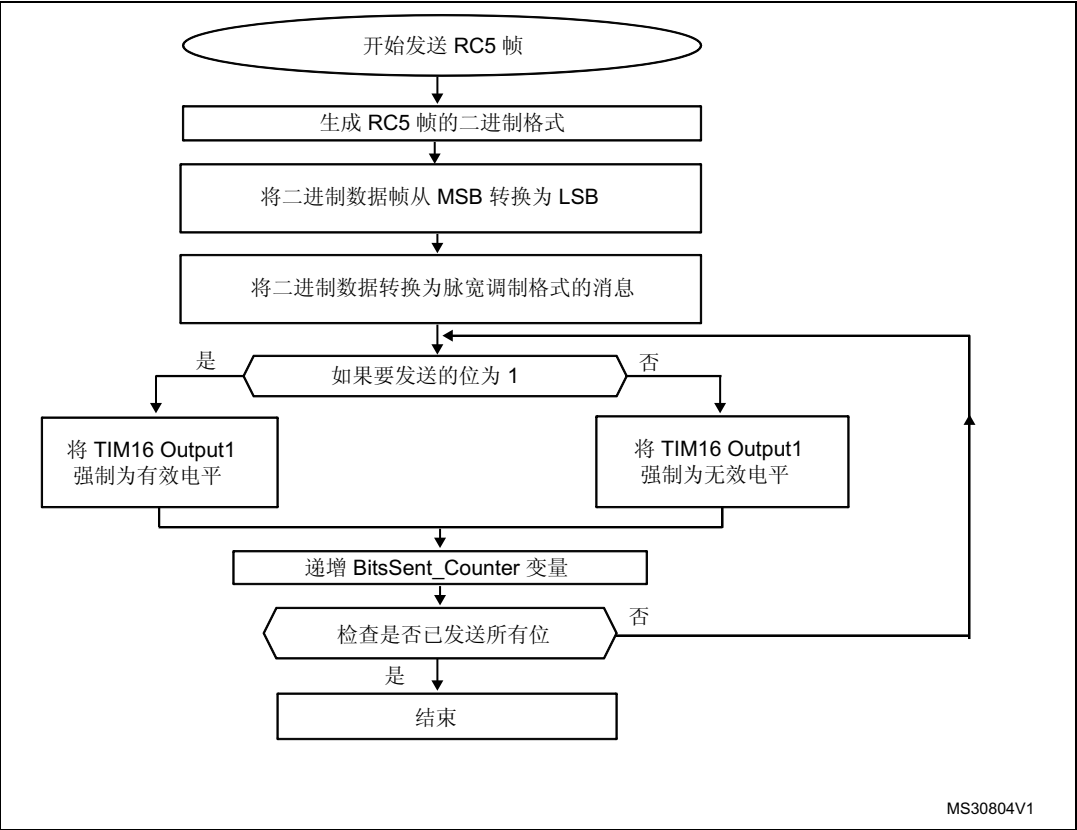 开始发送 RC5 帧
生成 RC5 帧的二进制格式
将二进制数据帧从 MSB 转换为 LSB
将二进制数据转换为脉宽调制格式的消息
是
如果要发送的位为 1
否
将 TIM16 Output1
强制为有效电平
将 TIM16 Output1
强制为无效电平
递增 BitsSent_Counter 变量
检查是否已发送所有位
否
是
结束
MS30804V1